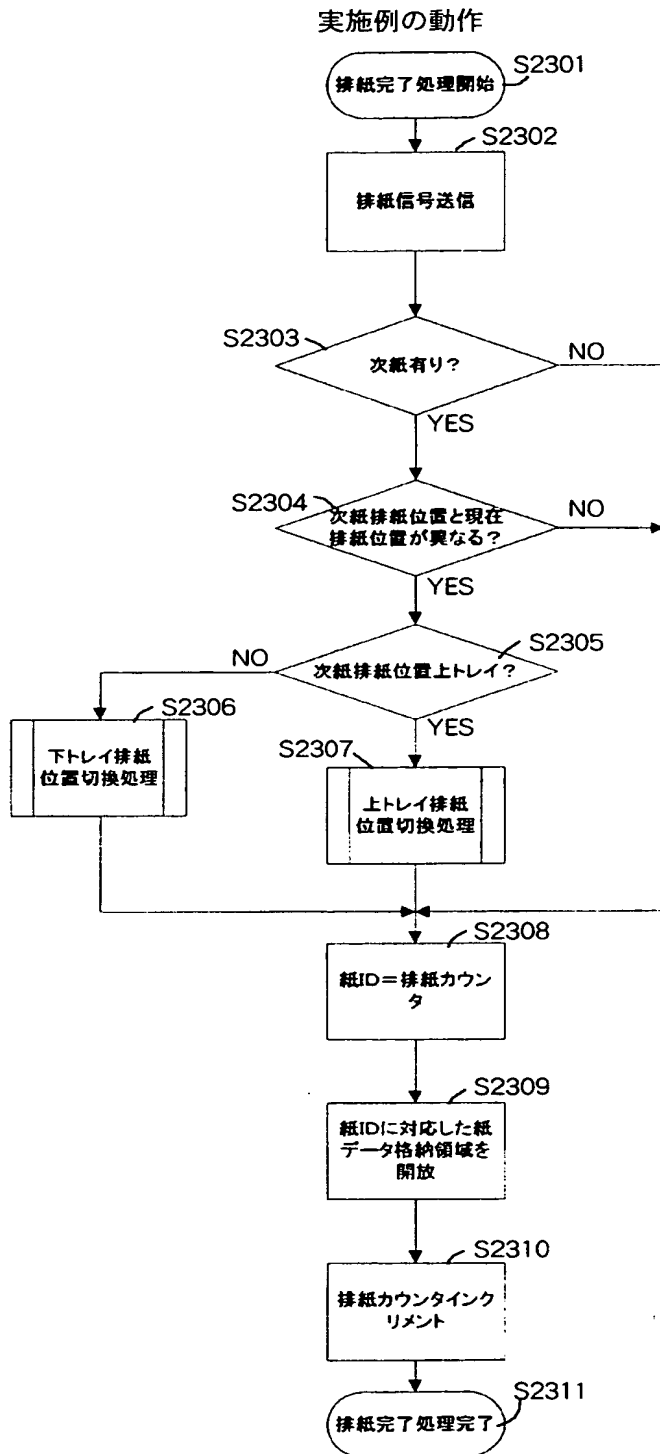 実施例の動作
S2301
排紙完了処理開始
S2302
排紙信号送信
S2303
次紙有り?
NO
YES
S2304
次紙排紙位置と現在
排紙位置が異なる?
NO
YES
S2305
次紙排紙位置上トレイ?
NO
YES
S2306
下トレイ排紙
位置切換処理
S2307
上トレイ排紙
位置切換処理
S2308
紙ID=排紙カウン
タ
S2309
紙IDに対応した紙
データ格納領域を
開放
S2310
排紙カウンタインク
リメント
S2311
排紙完了処理完了